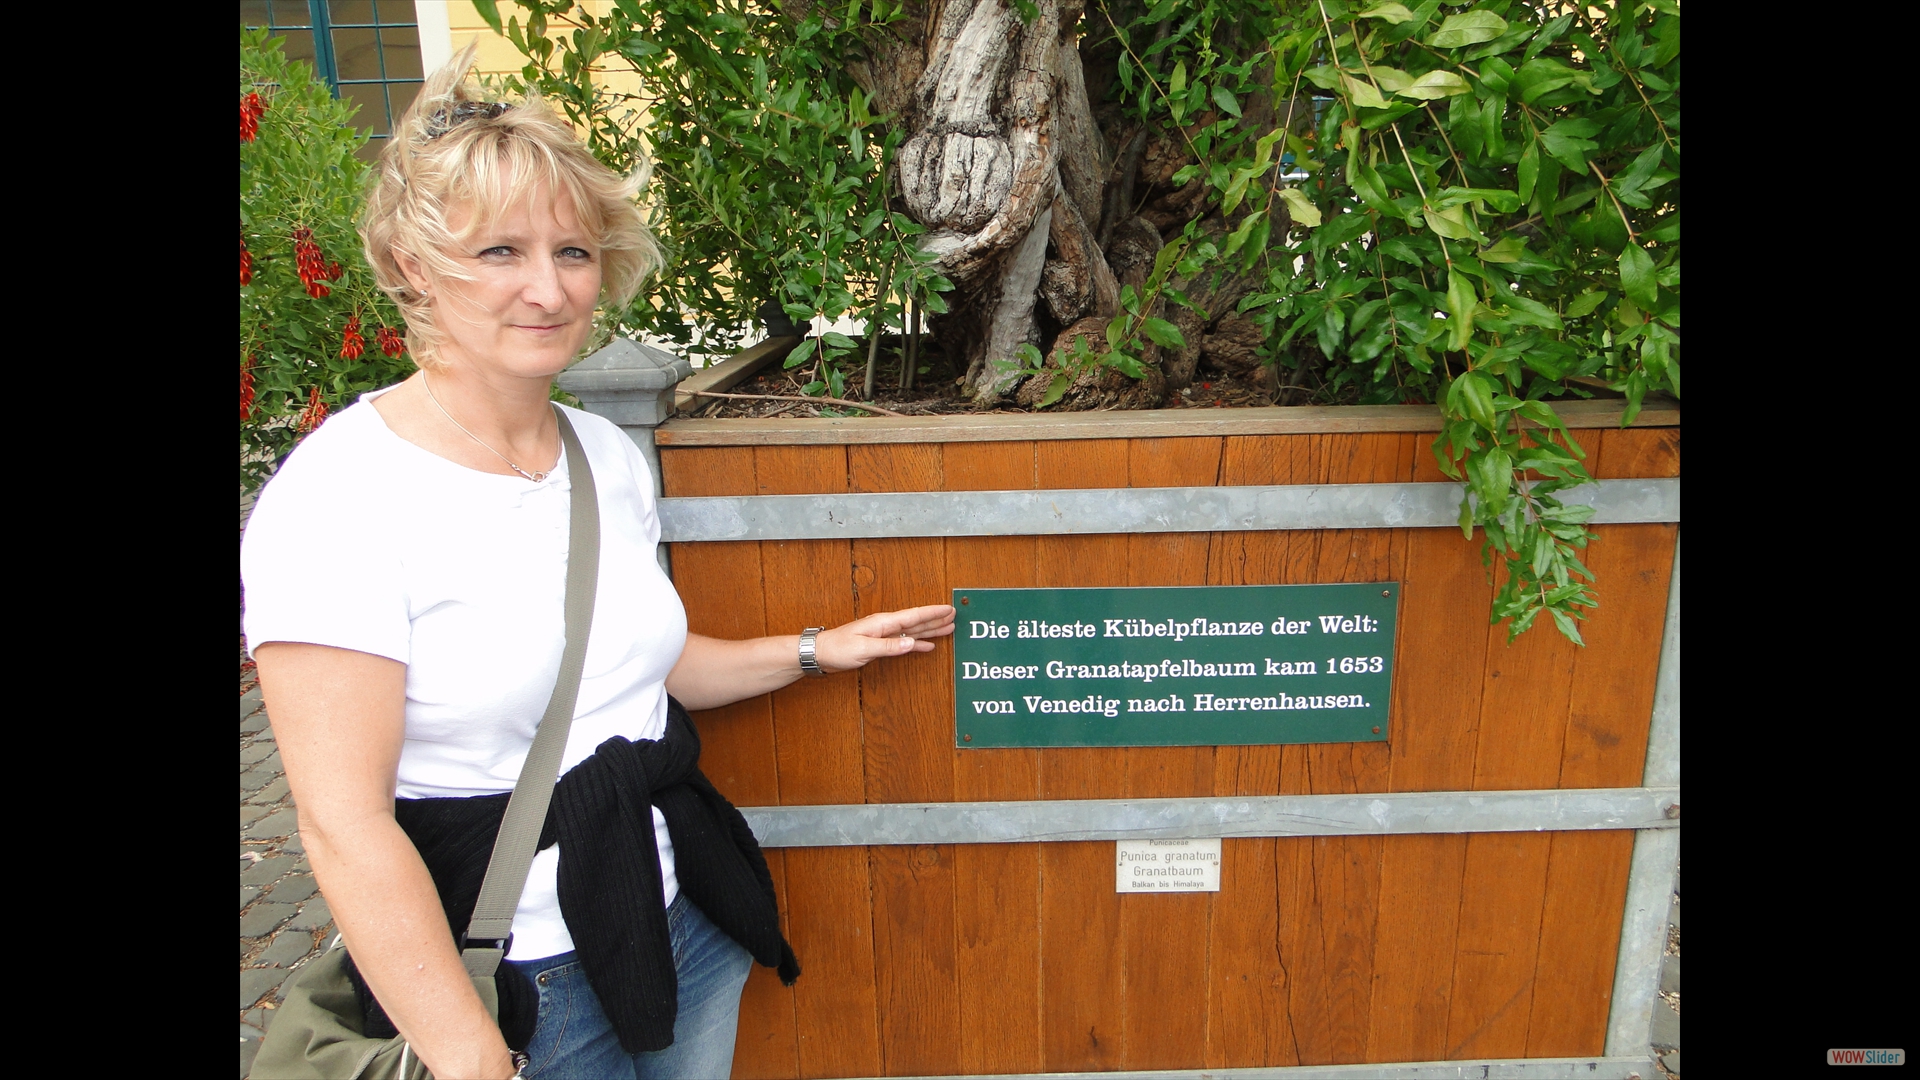 Die älteste Kübelpflanze der Welt:
Dieser Granatapfelbaum kam 1653
von Venedig nach Herrenhausen.
Punicaceae
Punica granatum
Granatbaum
Balkan bis Himalaya
WOWSlider